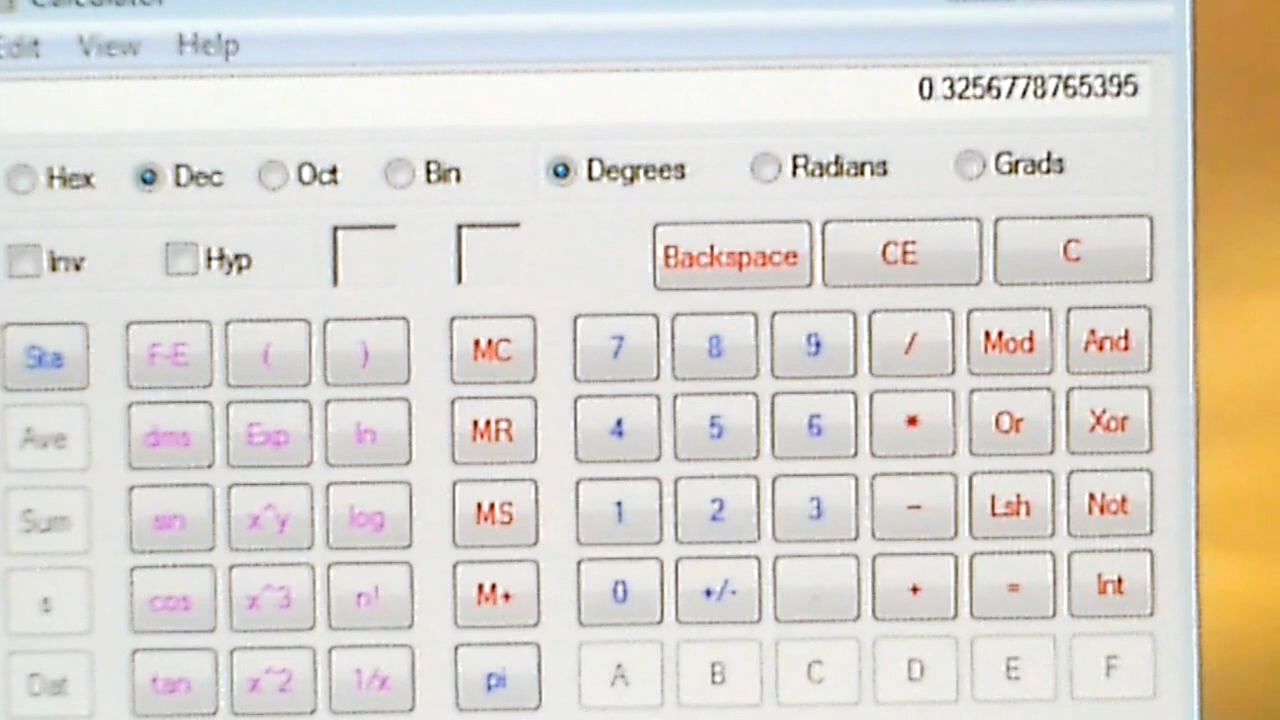 Calculator
Edit View Help
0.3256778765395
Hex Dec Oct Bin Degrees Radians Grads
Inv Hyp Backspace CE C
Sta F-E ( ) MC 7 8 9 / Mod And
Ave dms Exp ln MR 4 5 6 * Or Xor
Sum sin x^y log MS 1 2 3 - Lsh Not
s cos x^3 n! M+ 0 +/- . + = Int
Dat tan x^2 1/x pi A B C D E F